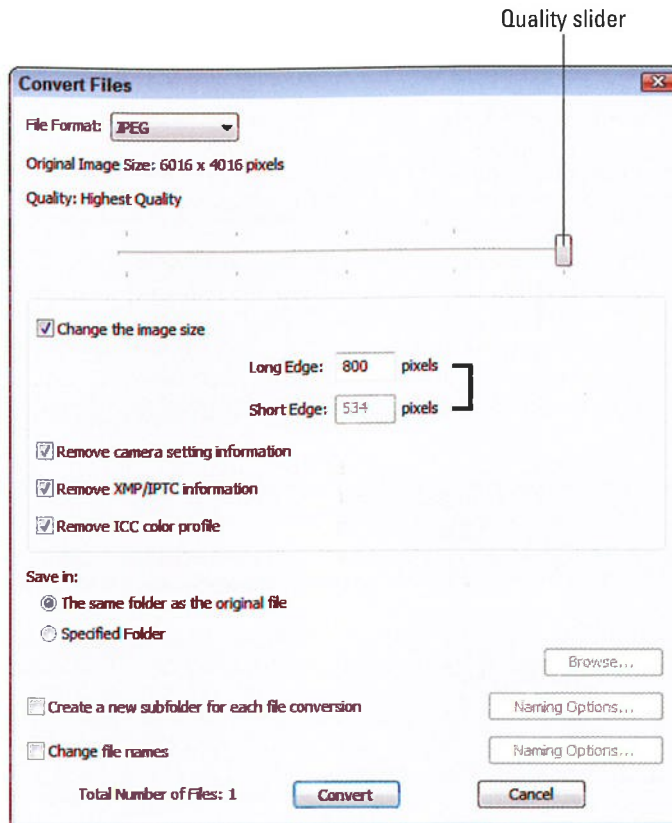 Quality slider
Convert Files
File Format: JPEG
Original Image Size: 6016 x 4016 pixels
Quality: Highest Quality
Change the image size
Long Edge: 800 pixels
Short Edge: 534 pixels
Remove camera setting information
Remove XMP/IPTC information
Remove ICC color profile
Save in:
The same folder as the original file
Specified Folder
Browse...
Create a new subfolder for each file conversion
Naming Options...
Change file names
Naming Options...
Total Number of Files: 1
Convert
Cancel